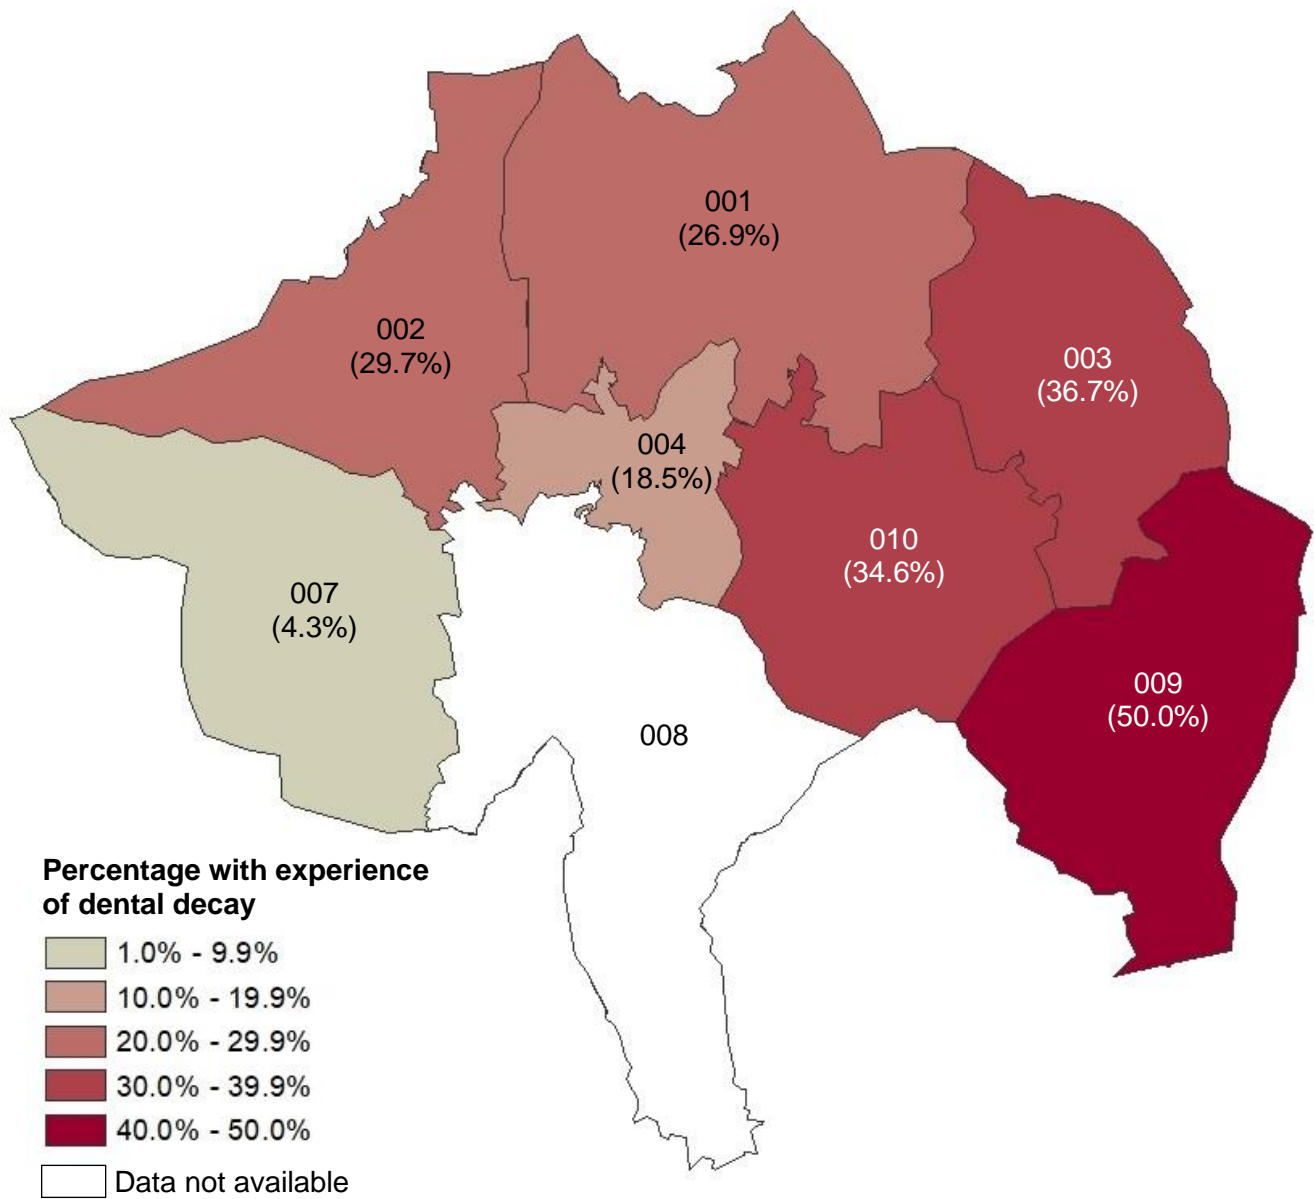 001
(26.9%)
002
(29.7%)
003
(36.7%)
004
(18.5%)
010
(34.6%)
007
(4.3%)
009
(50.0%)
008
Percentage with experience
of dental decay
1.0% - 9.9%
10.0% - 19.9%
20.0% - 29.9%
30.0% - 39.9%
40.0% - 50.0%
Data not available